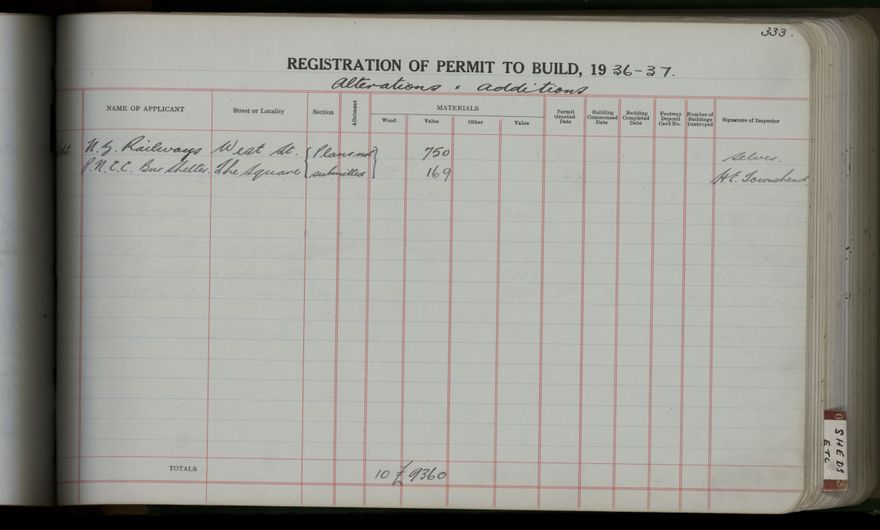 333.
REGISTRATION OF PERMIT TO BUILD, 1936-37.
Alterations & additions
NAME OF APPLICANT Street or Locality Section Allotment MATERIALS Wood Value Other Value Permit Granted Date Building Commenced Date Building Completed Date Footway Deposit Card No. Number of Buildings Destroyed Signature of Inspector
N.Z. Railways West St. Plans not 750 Selves.
P.N.C.C. Bus Shelter. The Square submitted 169 H.E. Townshend
TOTALS 10 £9360
SHEDS
ETC